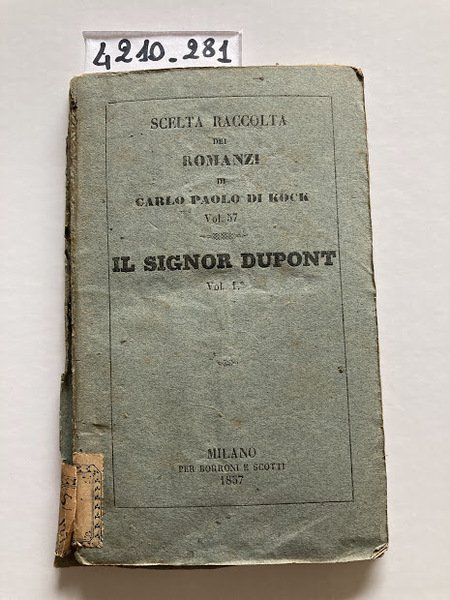 4210_281
SCELTA RACCOLTA
DEI
ROMANZI
DI
CARLO PAOLO DI KOCK
Vol. 37
IL SIGNOR DUPONT
Vol. 1.º
MILANO
PER BORRONI E SCOTTI
1837